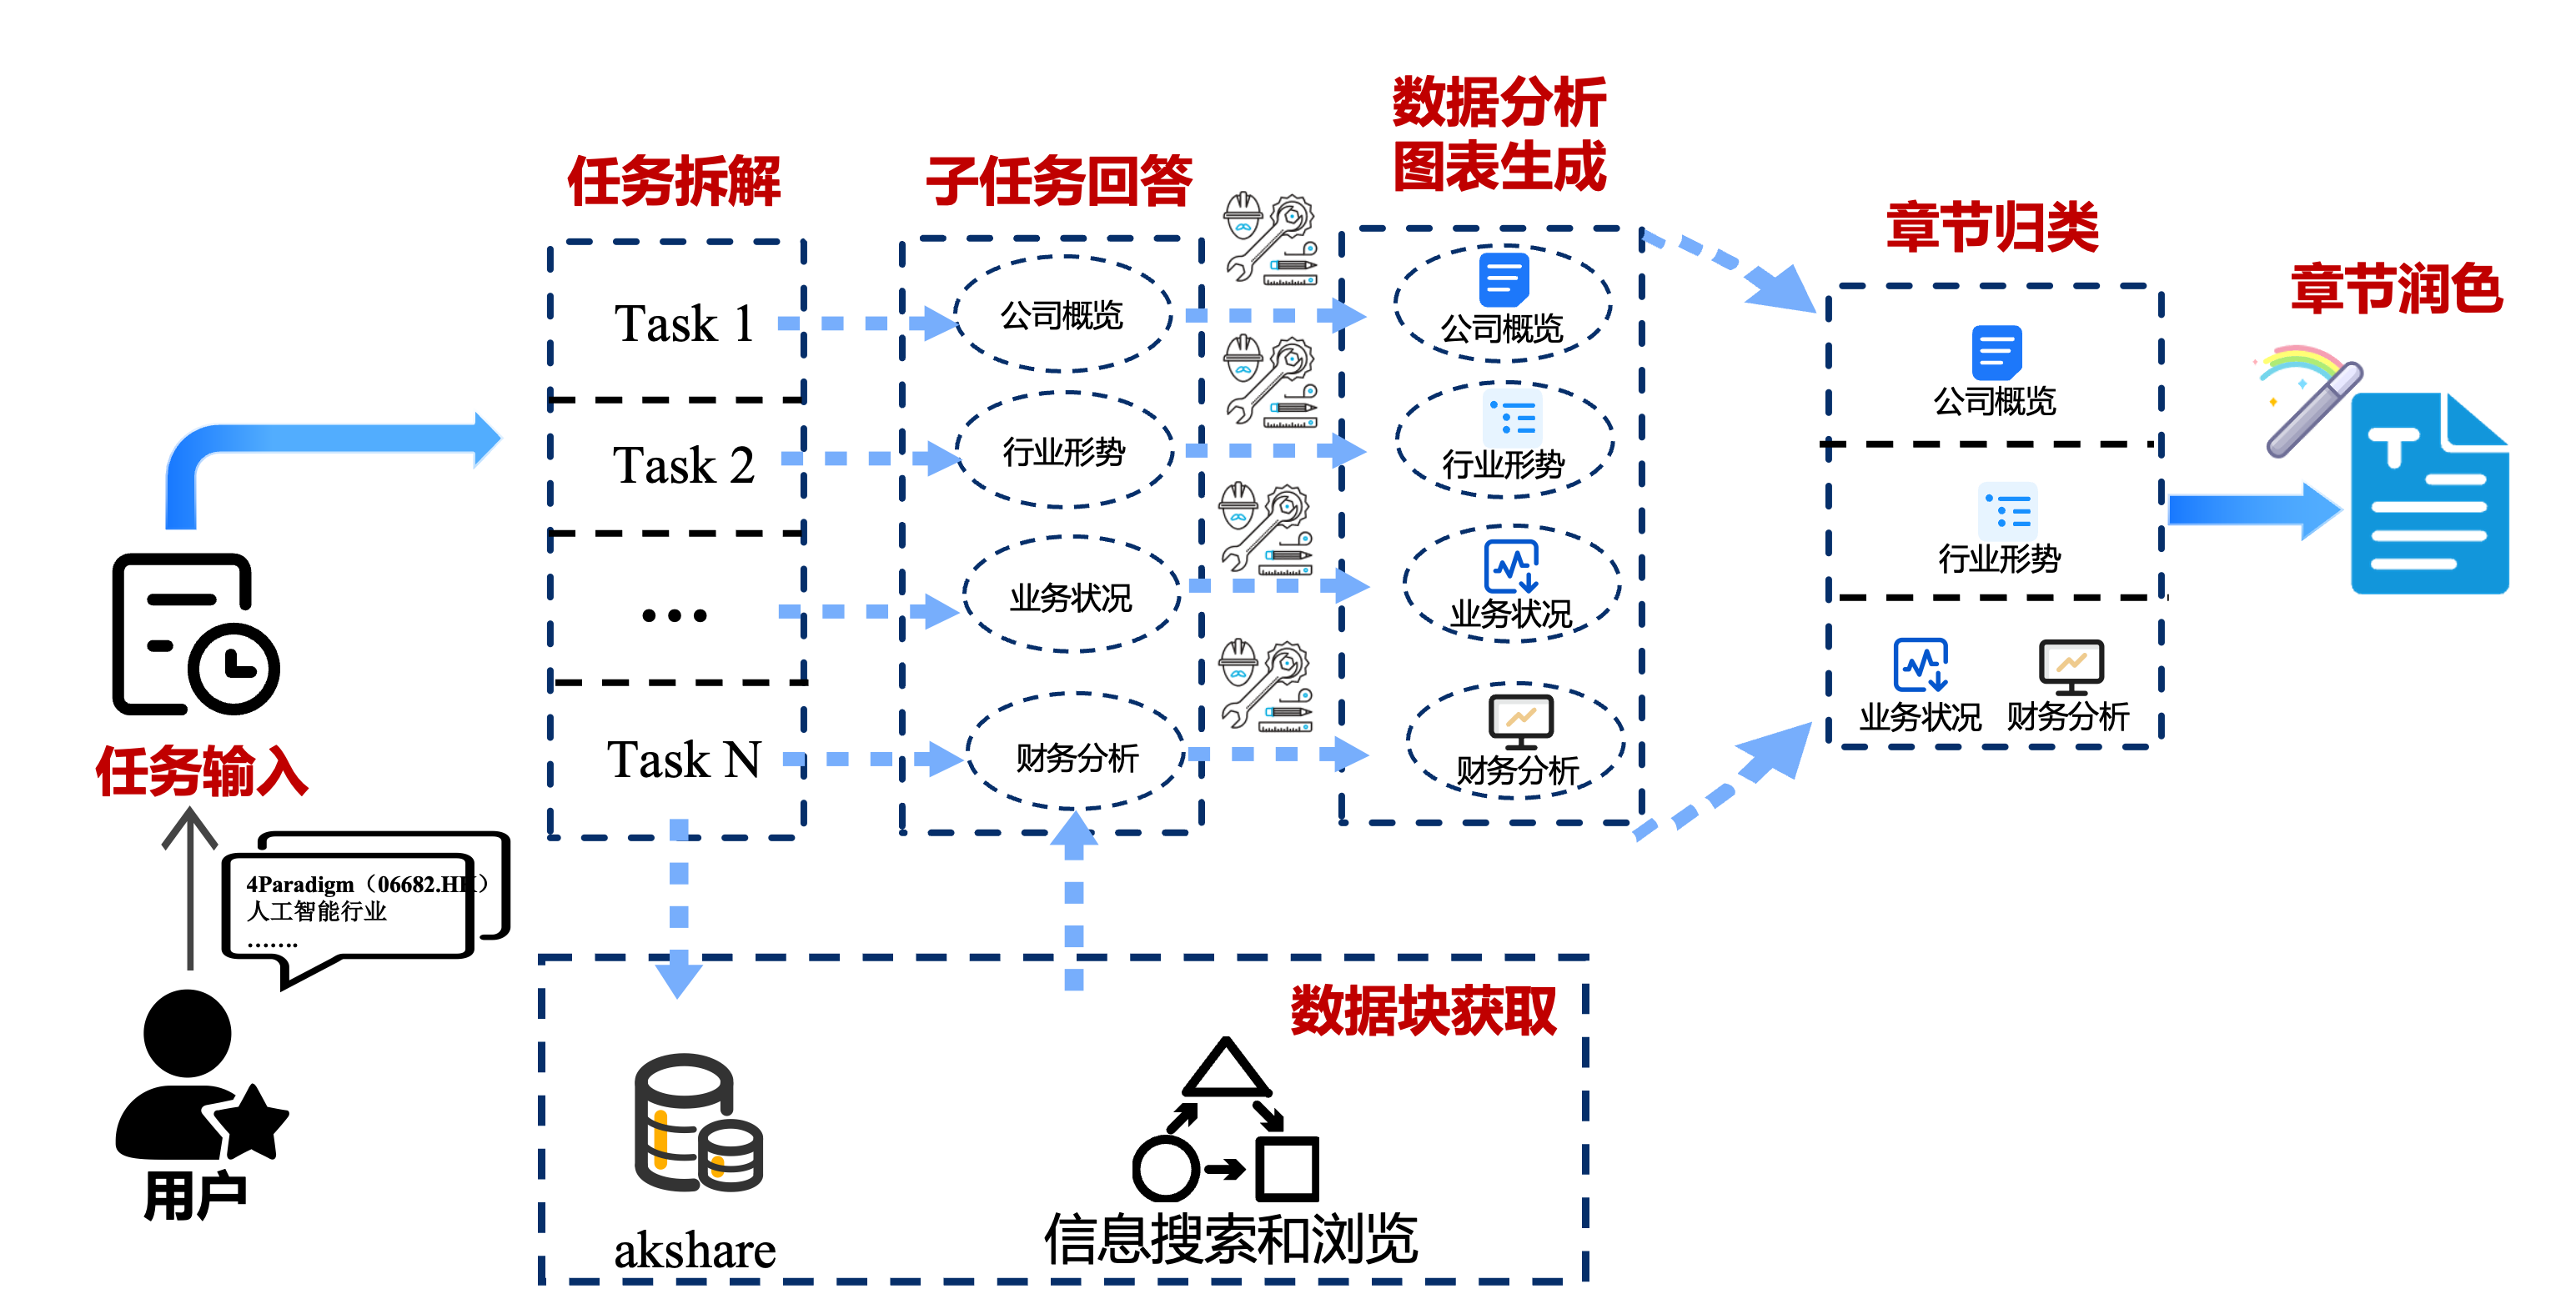 数据分析
图表生成
任务拆解
子任务回答
章节归类
章节润色
Task 1
公司概览
公司概览
公司概览
Task 2
行业形势
行业形势
行业形势
...
业务状况
业务状况
业务状况
财务分析
Task N
财务分析
财务分析
任务输入
4Paradigm（06682.HK）
人工智能行业
.......
用户
数据块获取
akshare
信息搜索和浏览